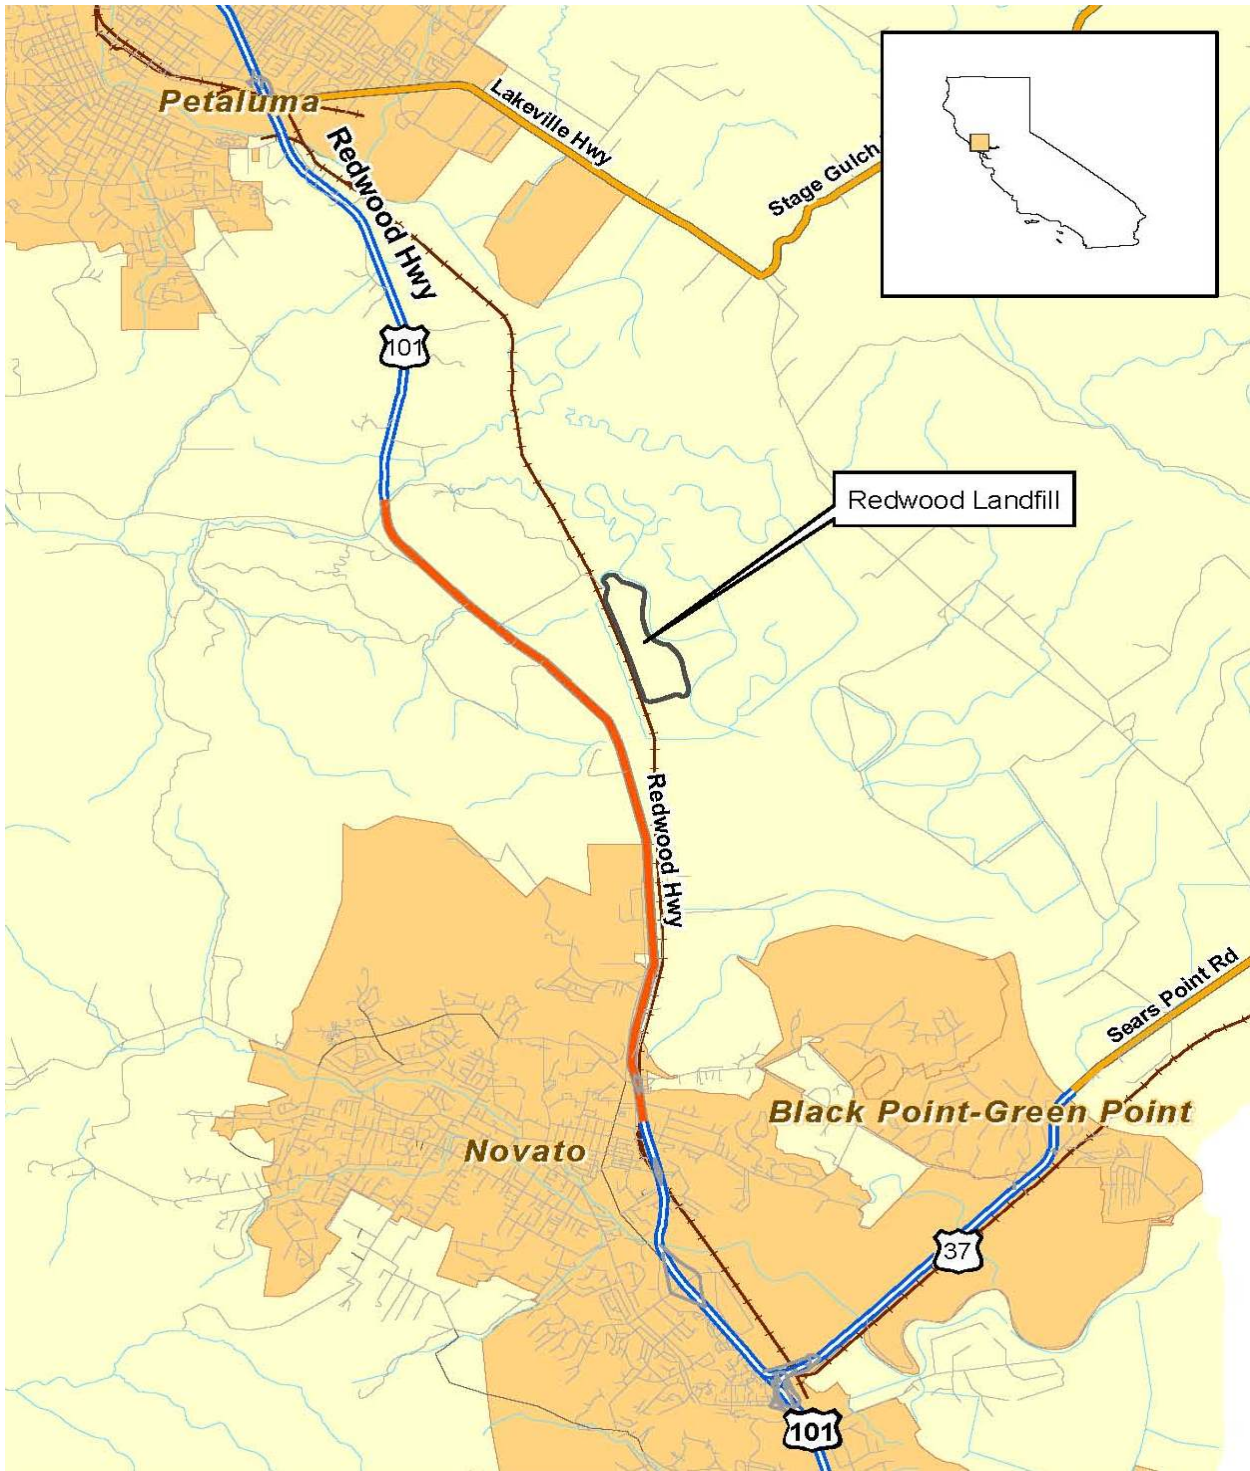 Petaluma
Redwood Hwy
Lakeville Hwy
Stage Gulch
101
Redwood Landfill
Redwood Hwy
Sears Point Rd
Black Point-Green Point
Novato
37
101